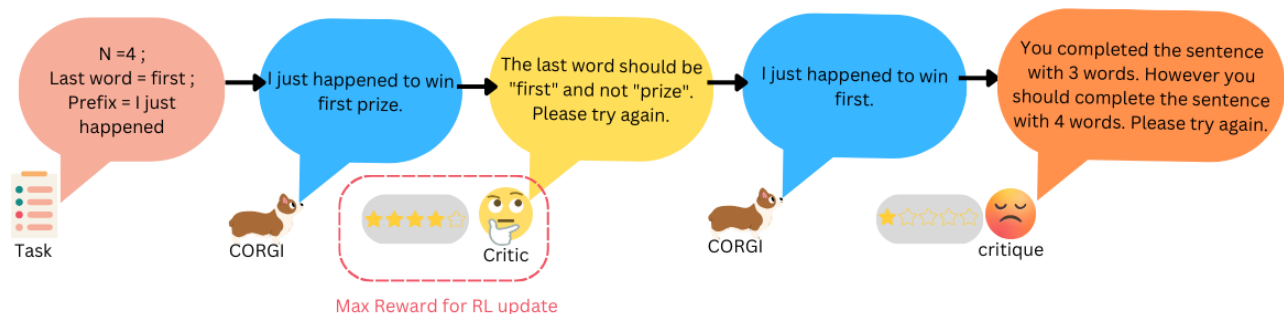 N =4 ;
Last word = first ;
Prefix = I just
happened
I just happened to win
first prize.
The last word should be
"first" and not "prize".
Please try again.
I just happened to win
first.
You completed the sentence
with 3 words. However you
should complete the sentence
with 4 words. Please try again.
Task
CORGI
Critic
CORGI
critique
Max Reward for RL update